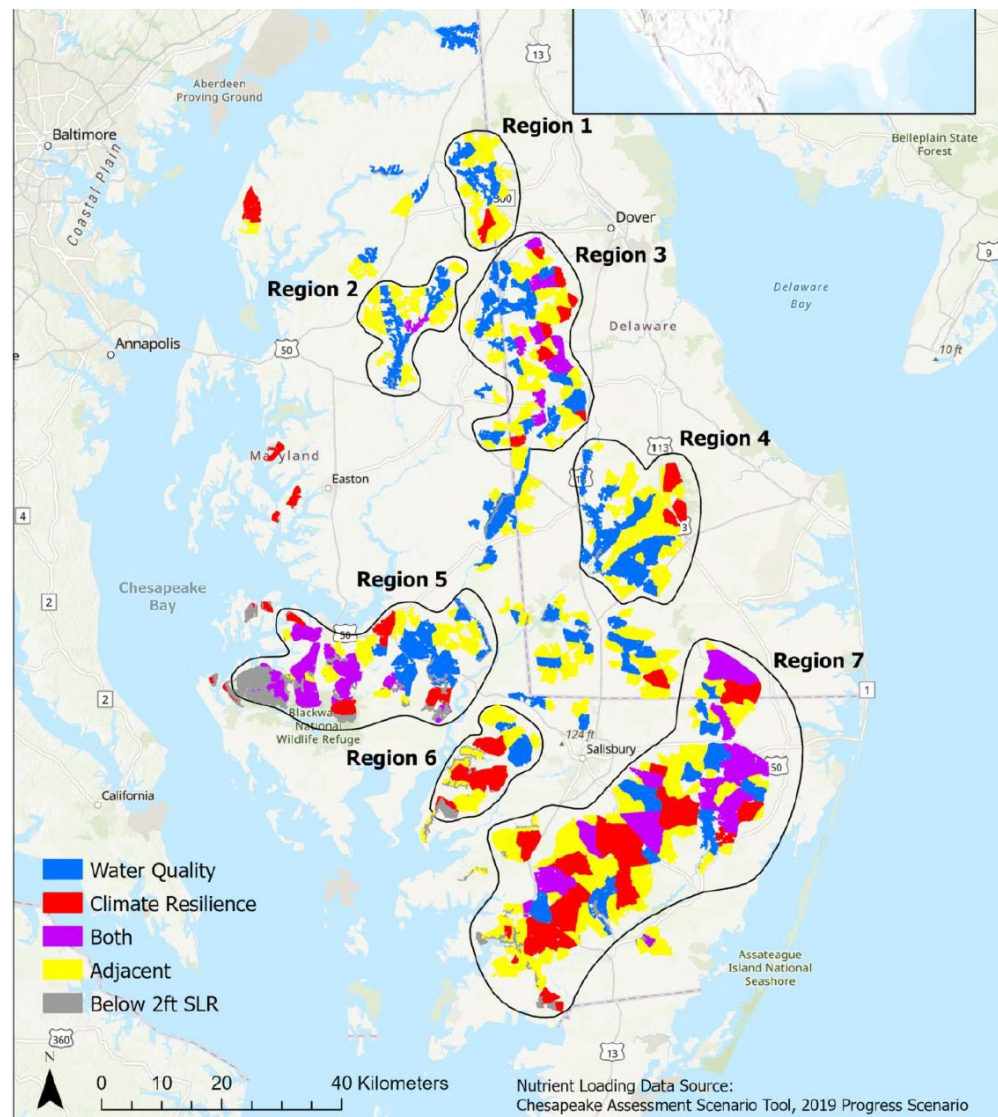 13
Aberdeen
Proving Ground
Baltimore
Coastal Plain
Region 1
Belleplain State
Forest
Dover
Region 3
9
Region 2
Delaware
Bay
Delaware
50
10 ft
Annapolis
Region 4
113
Maryland
Easton
4
3
Chesapeake
Bay
2
Region 5
50
Region 7
2
1
National
Wildlife Refuge
124 ft
Salisbury
50
Region 6
California
Water Quality
Climate Resilience
Both
Adjacent
Below 2ft SLR
Assateague
Island National
Seashore
360
N
0 10 20 40 Kilometers
13
Nutrient Loading Data Source:
Chesapeake Assessment Scenario Tool, 2019 Progress Scenario